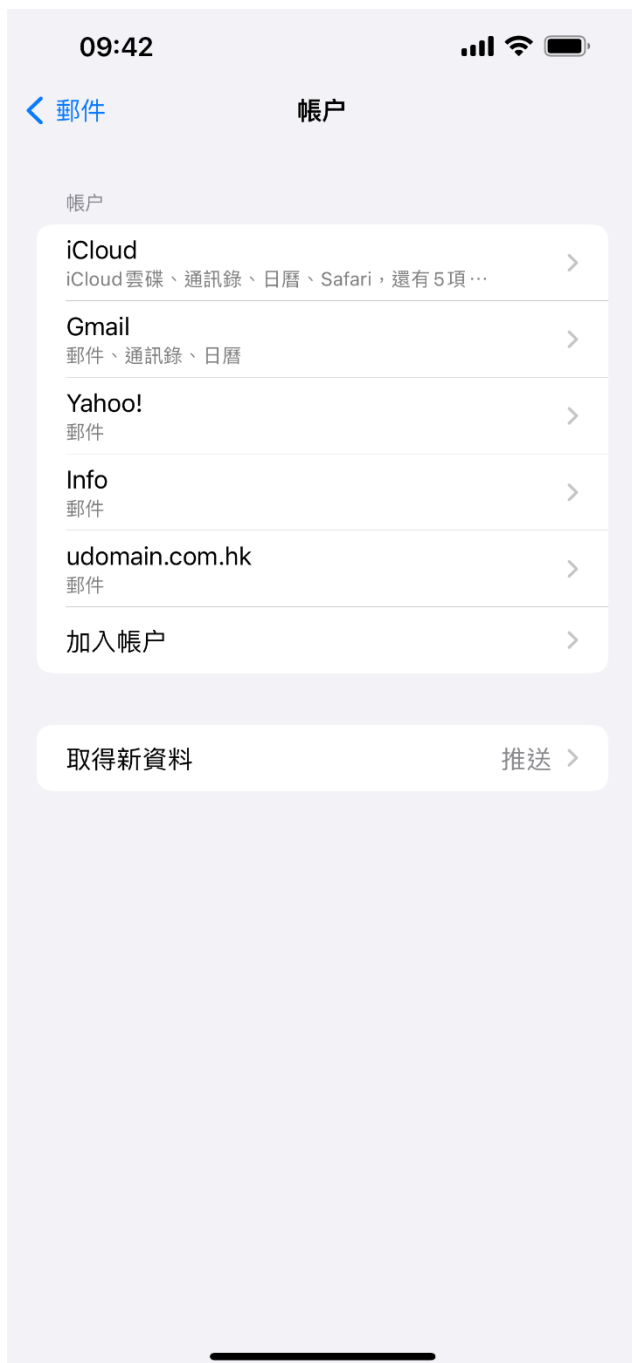 09:42
郵件
帳户
帳户
iCloud
iCloud雲碟、通訊錄、日曆、Safari，還有5項…
Gmail
郵件、通訊錄、日曆
Yahoo!
郵件
Info
郵件
udomain.com.hk
郵件
加入帳户
取得新資料 推送